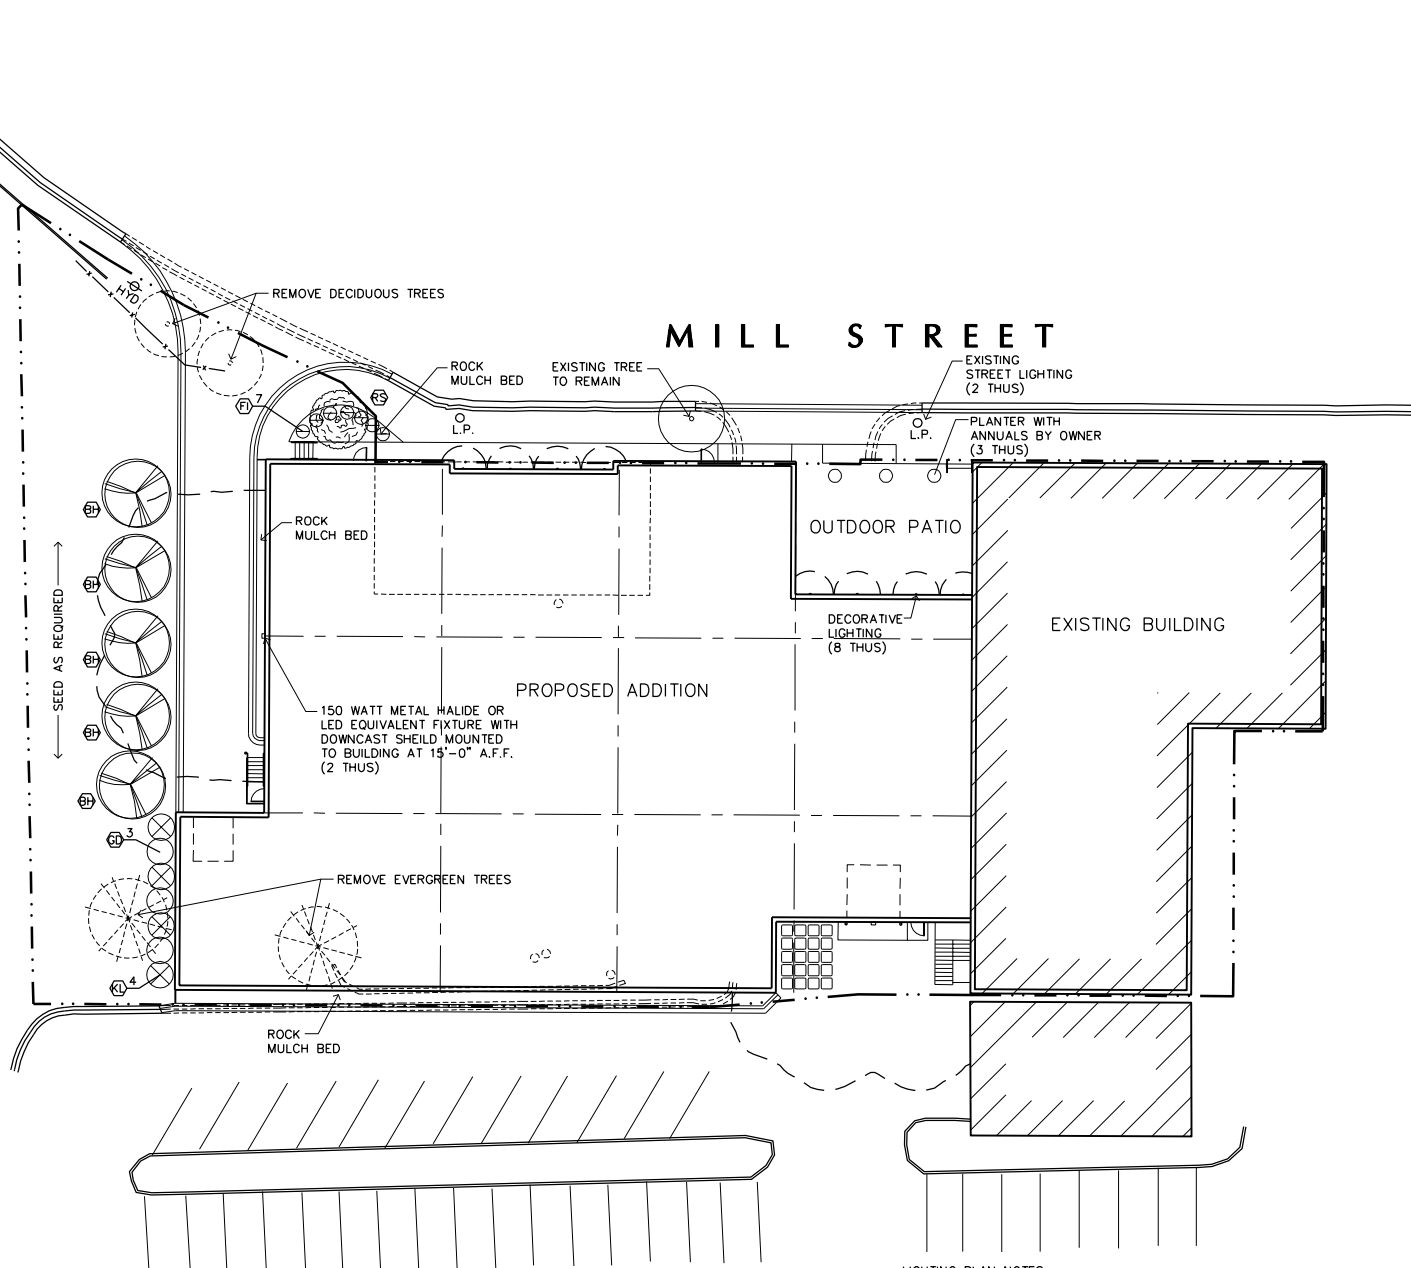 MILL STREET
HYD
REMOVE DECIDUOUS TREES
ROCK
MULCH BED
EXISTING TREE
TO REMAIN
EXISTING
STREET LIGHTING
(2 THUS)
FI 7
RS
L.P.
L.P.
PLANTER WITH
ANNUALS BY OWNER
(3 THUS)
BH
ROCK
MULCH BED
OUTDOOR PATIO
BH
SEED AS REQUIRED
DECORATIVE
LIGHTING
(8 THUS)
EXISTING BUILDING
BH
PROPOSED ADDITION
BH
150 WATT METAL HALIDE OR
LED EQUIVALENT FIXTURE WITH
DOWNCAST SHEILD MOUNTED
TO BUILDING AT 15'-0" A.F.F.
(2 THUS)
BH
GD 3
REMOVE EVERGREEN TREES
KL 4
ROCK
MULCH BED
LIGHTING PLAN NOTES